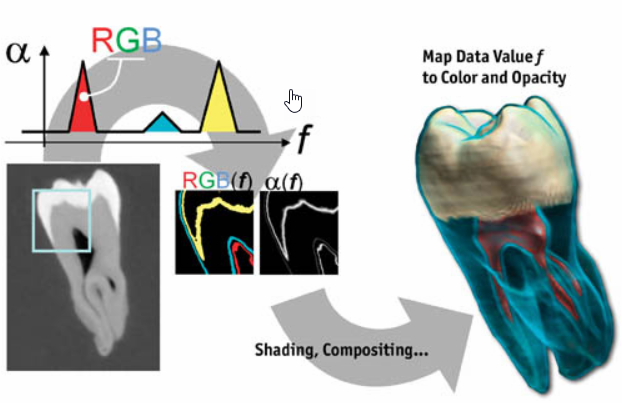 α
RGB
f
Map Data Value f
to Color and Opacity
RGB(f) α(f)
Shading, Compositing...